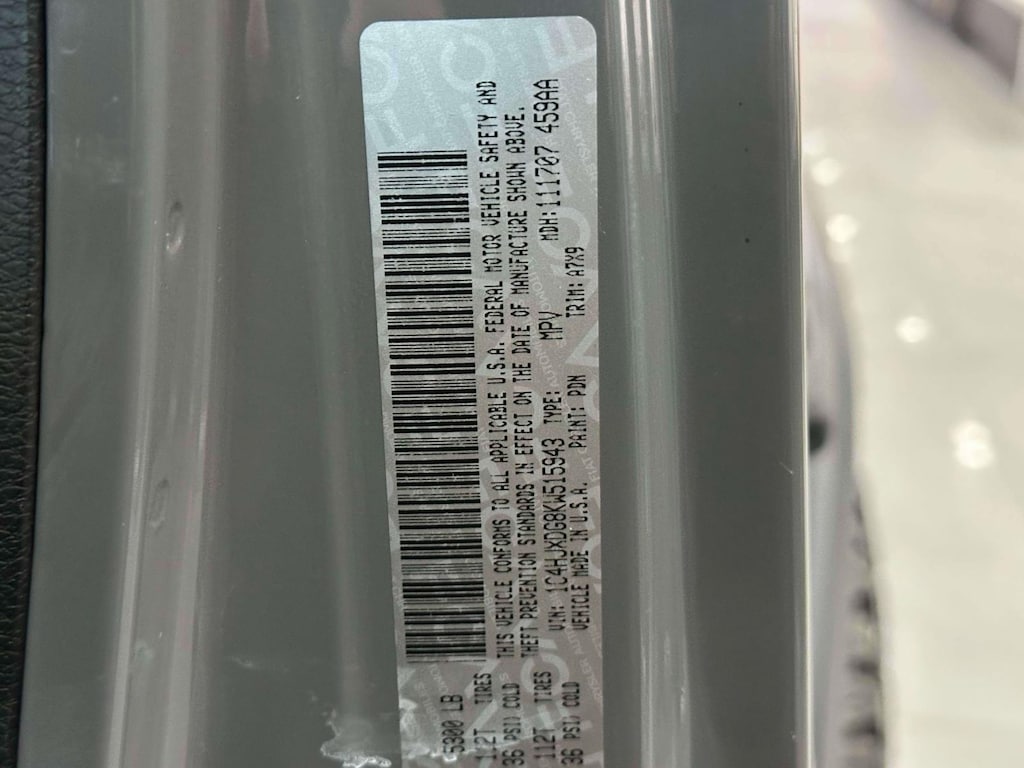 5300 LB
112T TIRES
36 PSI) COLD
THIS VEHICLE CONFORMS TO ALL APPLICABLE U.S.A. FEDERAL MOTOR VEHICLE SAFETY AND
THEFT PREVENTION STANDARDS IN EFFECT ON THE DATE OF MANUFACTURE SHOWN ABOVE.
112T TIRES VIN: 1C4HJXDG8KW515943 TYPE: MPV MDH:111707 459AA
36 PSI) COLD VEHICLE MADE IN U.S.A. PAINT: PDN TRIM: A7X9